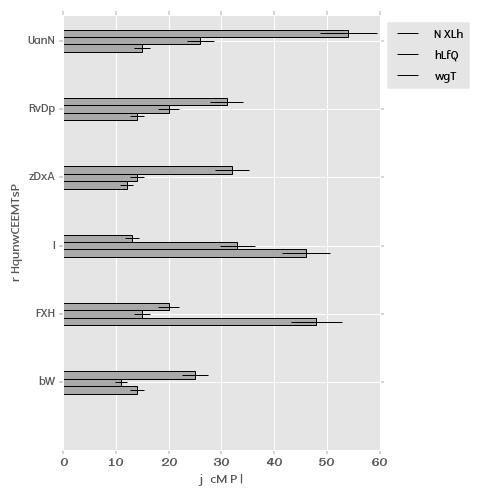 N XLh
hLfQ
wgT
UanN
RvDp
zDxA
I
FXH
bW
r HqunwCEEMTsP
0 10 20 30 40 50 60
j cM P l